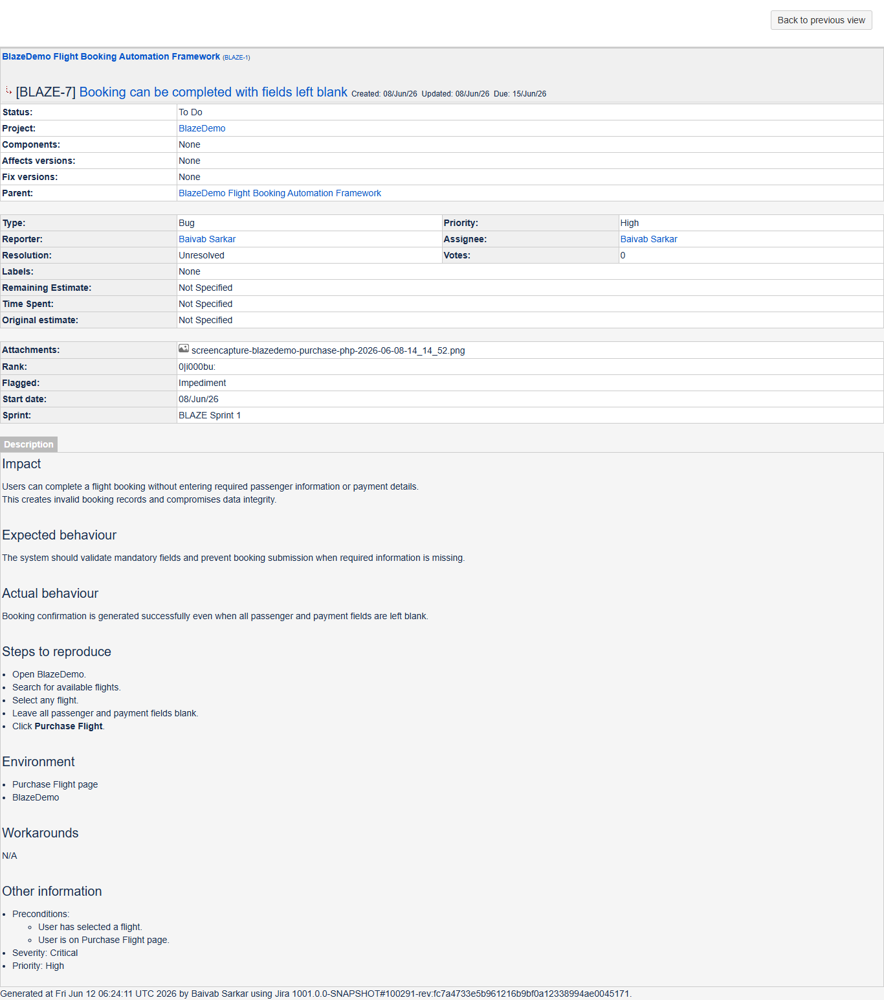 Back to previous view
BlazeDemo Flight Booking Automation Framework (BLAZE-1)
[BLAZE-7] Booking can be completed with fields left blank Created: 08/Jun/26 Updated: 08/Jun/26 Due: 15/Jun/26
Status: To Do
Project: BlazeDemo
Components: None
Affects versions: None
Fix versions: None
Parent: BlazeDemo Flight Booking Automation Framework
Type: Bug Priority: High
Reporter: Baivab Sarkar Assignee: Baivab Sarkar
Resolution: Unresolved Votes: 0
Labels: None
Remaining Estimate: Not Specified
Time Spent: Not Specified
Original estimate: Not Specified
Attachments: screencapture-blazedemo-purchase-php-2026-06-08-14_14_52.png
Rank: 0|i000bu:
Flagged: Impediment
Start date: 08/Jun/26
Sprint: BLAZE Sprint 1
Description
Impact
Users can complete a flight booking without entering required passenger information or payment details.
This creates invalid booking records and compromises data integrity.
Expected behaviour
The system should validate mandatory fields and prevent booking submission when required information is missing.
Actual behaviour
Booking confirmation is generated successfully even when all passenger and payment fields are left blank.
Steps to reproduce
• Open BlazeDemo.
• Search for available flights.
• Select any flight.
• Leave all passenger and payment fields blank.
• Click Purchase Flight.
Environment
• Purchase Flight page
• BlazeDemo
Workarounds
N/A
Other information
• Preconditions:
◦ User has selected a flight.
◦ User is on Purchase Flight page.
• Severity: Critical
• Priority: High
Generated at Fri Jun 12 06:24:11 UTC 2026 by Baivab Sarkar using Jira 1001.0.0-SNAPSHOT#100291-rev:fc7a4733e5b961216b9bf0a12338994ae0045171.